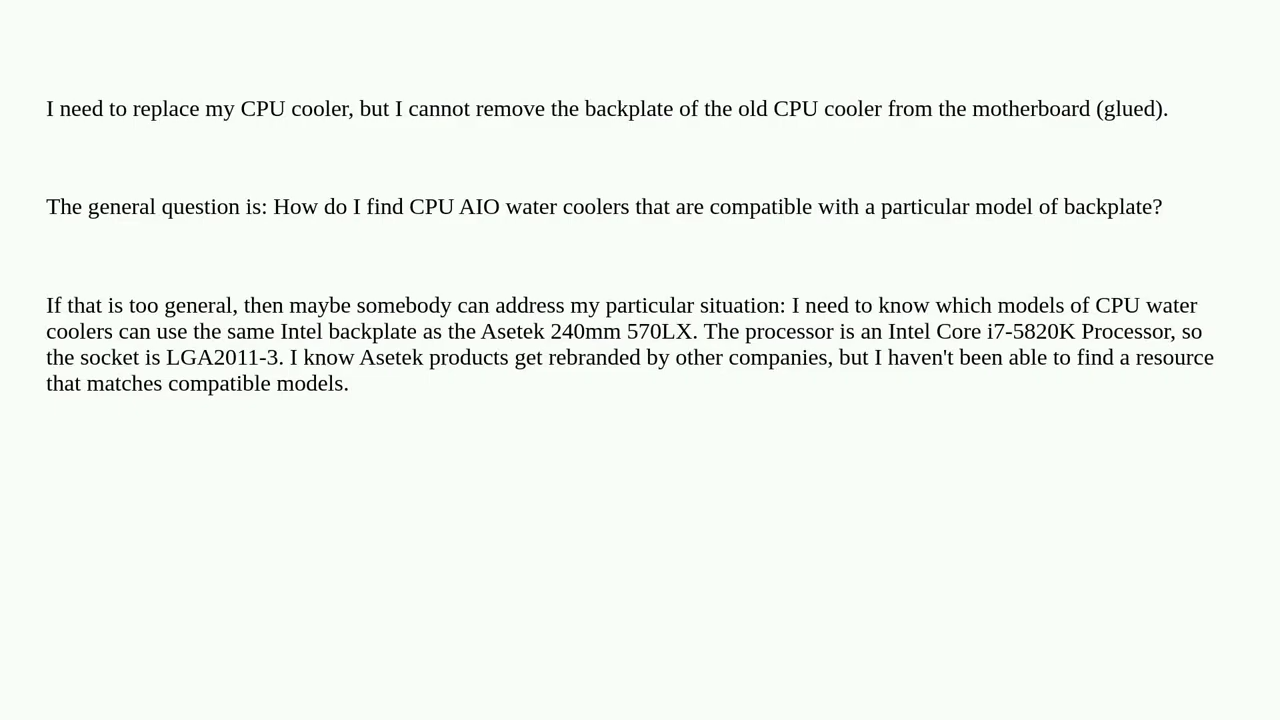 I need to replace my CPU cooler, but I cannot remove the backplate of the old CPU cooler from the motherboard (glued).
The general question is: How do I find CPU AIO water coolers that are compatible with a particular model of backplate?
If that is too general, then maybe somebody can address my particular situation: I need to know which models of CPU water
coolers can use the same Intel backplate as the Asetek 240mm 570LX. The processor is an Intel Core i7-5820K Processor, so
the socket is LGA2011-3. I know Asetek products get rebranded by other companies, but I haven't been able to find a resource
that matches compatible models.